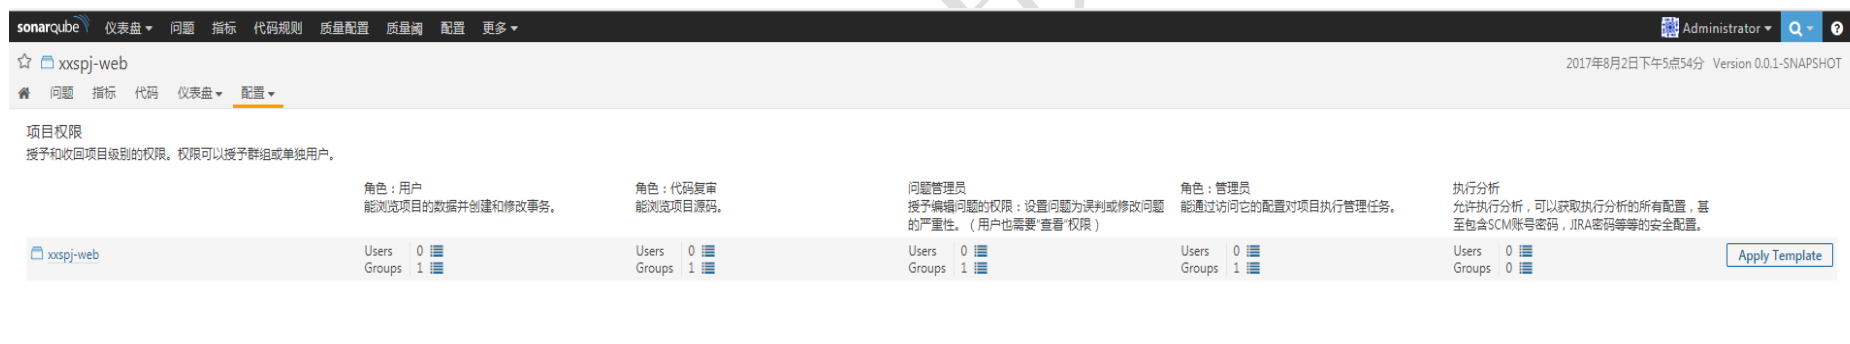 sonarqube 仪表盘 问题 指标 代码规则 质量配置 质量阈 配置 更多 Administrator
xxspj-web 2017年8月2日下午5点54分 Version 0.0.1-SNAPSHOT
问题 指标 代码 仪表盘 配置
项目权限
授予和收回项目级别的权限。权限可以授予群组或单独用户。
角色：用户
能浏览项目的数据并创建和修改事务。
角色：代码复审
能浏览项目源码。
问题管理员
授予编辑问题的权限：设置问题为误判或修改问题
的严重性。（用户也需要"查看"权限）
角色：管理员
能通过访问它的配置对项目执行管理任务。
执行分析
允许执行分析，可以获取执行分析的所有配置，甚
至包含SCM账号密码，JIRA密码等等的安全配置。
xxspj-web
Users 0
Groups 1
Users 0
Groups 1
Users 0
Groups 1
Users 0
Groups 1
Users 0
Groups 0
Apply Template